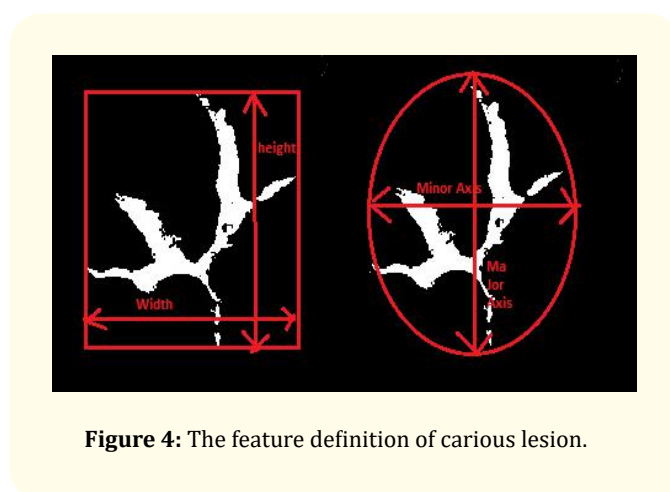 height
Width
Minor Axis
Ma
Jor
Axis
Figure 4: The feature definition of carious lesion.